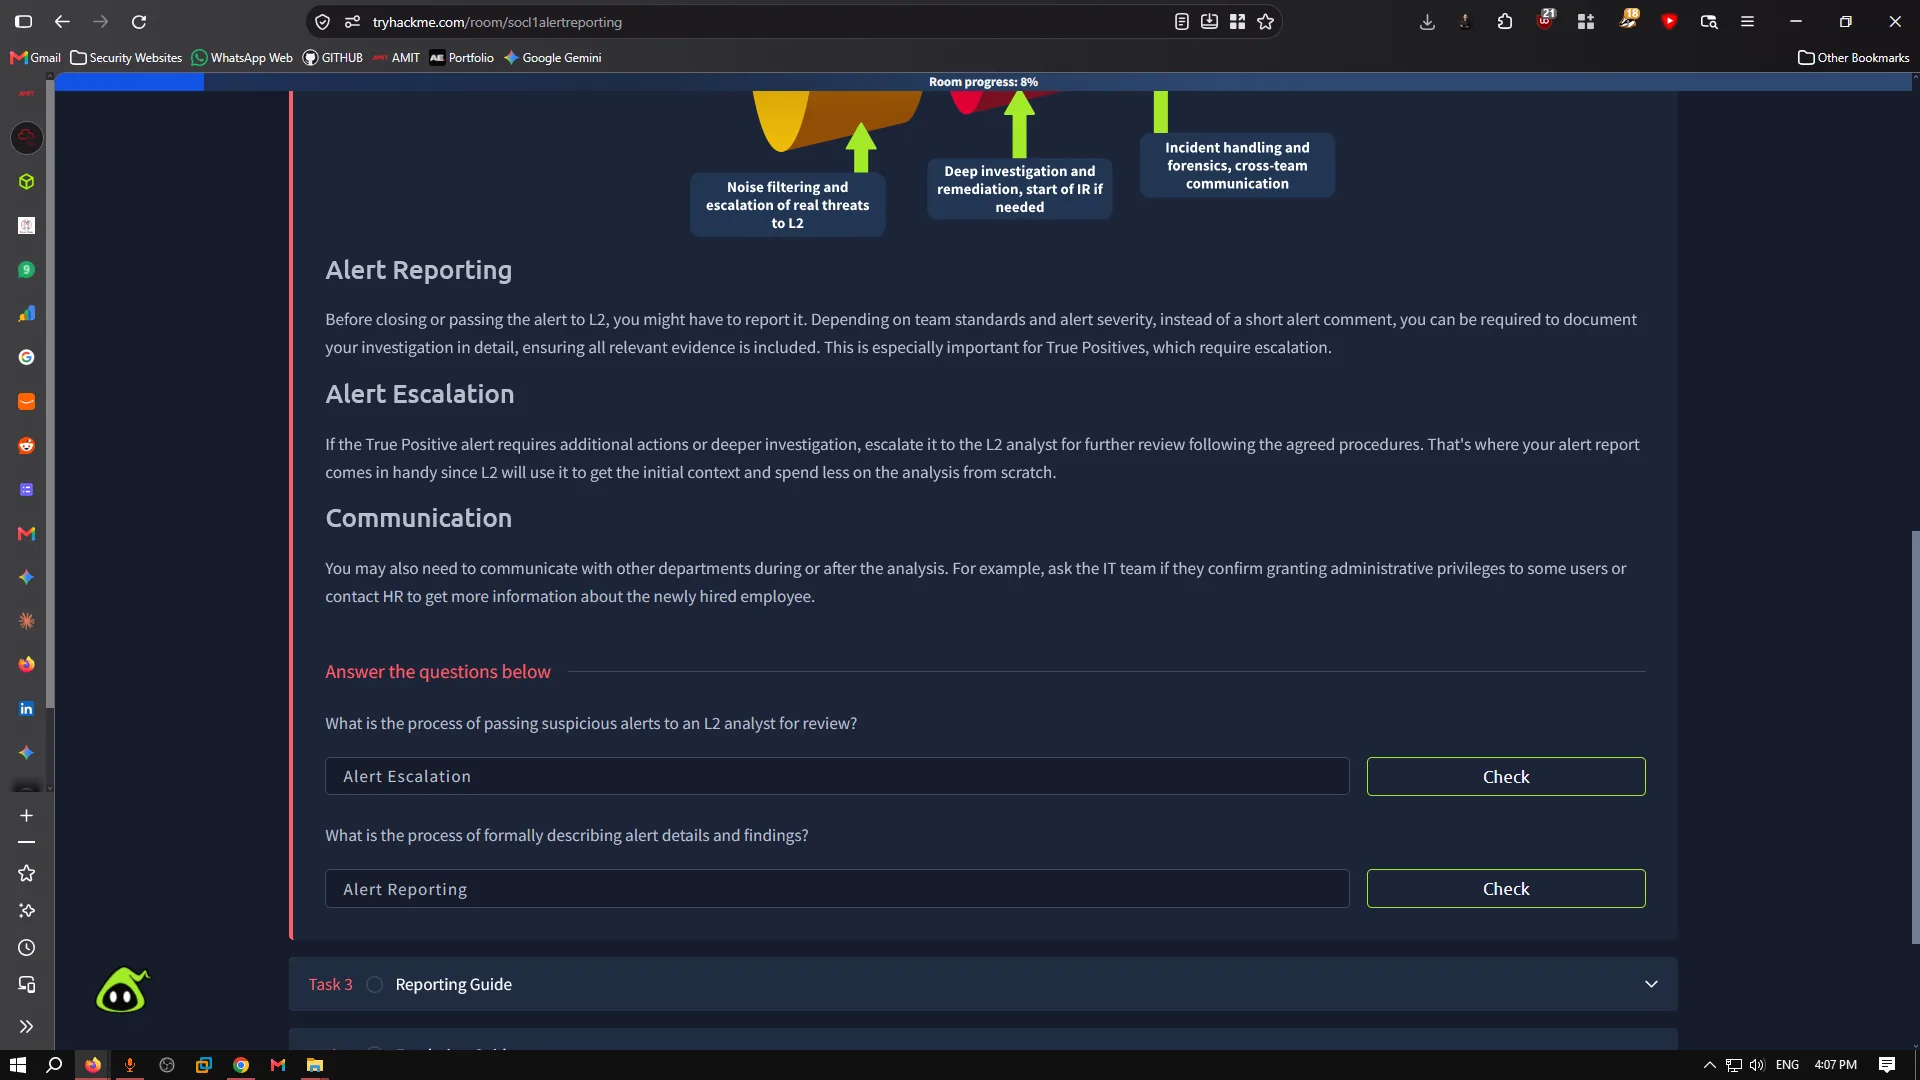 tryhackme.com/room/socl1alertreporting
21
18
Gmail
Security Websites
WhatsApp Web
GITHUB
AMIT
Portfolio
Google Gemini
Other Bookmarks
Room progress: 8%
Noise filtering and
escalation of real threats
to L2
Deep investigation and
remediation, start of IR if
needed
Incident handling and
forensics, cross-team
communication
Alert Reporting
Before closing or passing the alert to L2, you might have to report it. Depending on team standards and alert severity, instead of a short alert comment, you can be required to document
your investigation in detail, ensuring all relevant evidence is included. This is especially important for True Positives, which require escalation.
Alert Escalation
If the True Positive alert requires additional actions or deeper investigation, escalate it to the L2 analyst for further review following the agreed procedures. That's where your alert report
comes in handy since L2 will use it to get the initial context and spend less on the analysis from scratch.
Communication
You may also need to communicate with other departments during or after the analysis. For example, ask the IT team if they confirm granting administrative privileges to some users or
contact HR to get more information about the newly hired employee.
Answer the questions below
What is the process of passing suspicious alerts to an L2 analyst for review?
Alert Escalation
Check
What is the process of formally describing alert details and findings?
Alert Reporting
Check
Task 3
Reporting Guide
ENG
4:07 PM